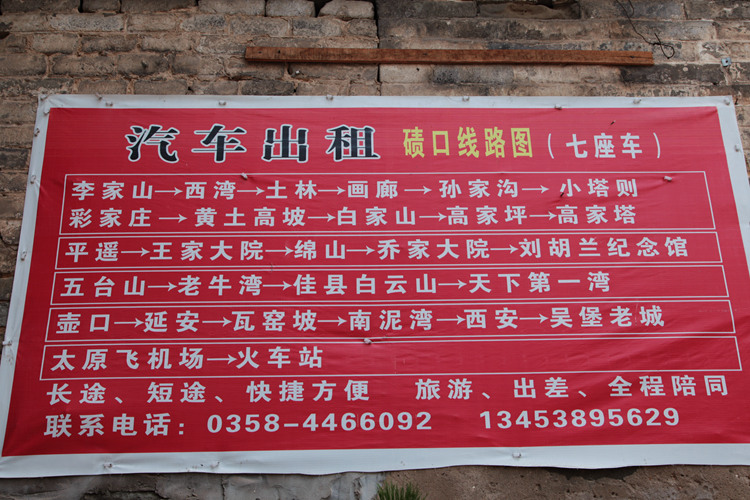 汽车出租 碛口线路图（七座车）
李家山→西湾→土林→画廊→孙家沟→小塔则
彩家庄→黄土高坡→白家山→高家坪→高家塔
平遥→王家大院→绵山→乔家大院→刘胡兰纪念馆
五台山→老牛湾→佳县白云山→天下第一湾
壶口→延安→瓦窑坡→南泥湾→西安→吴堡老城
太原飞机场→火车站
长途、短途、快捷方便 旅游、出差、全程陪同
联系电话：0358-4466092 13453895629